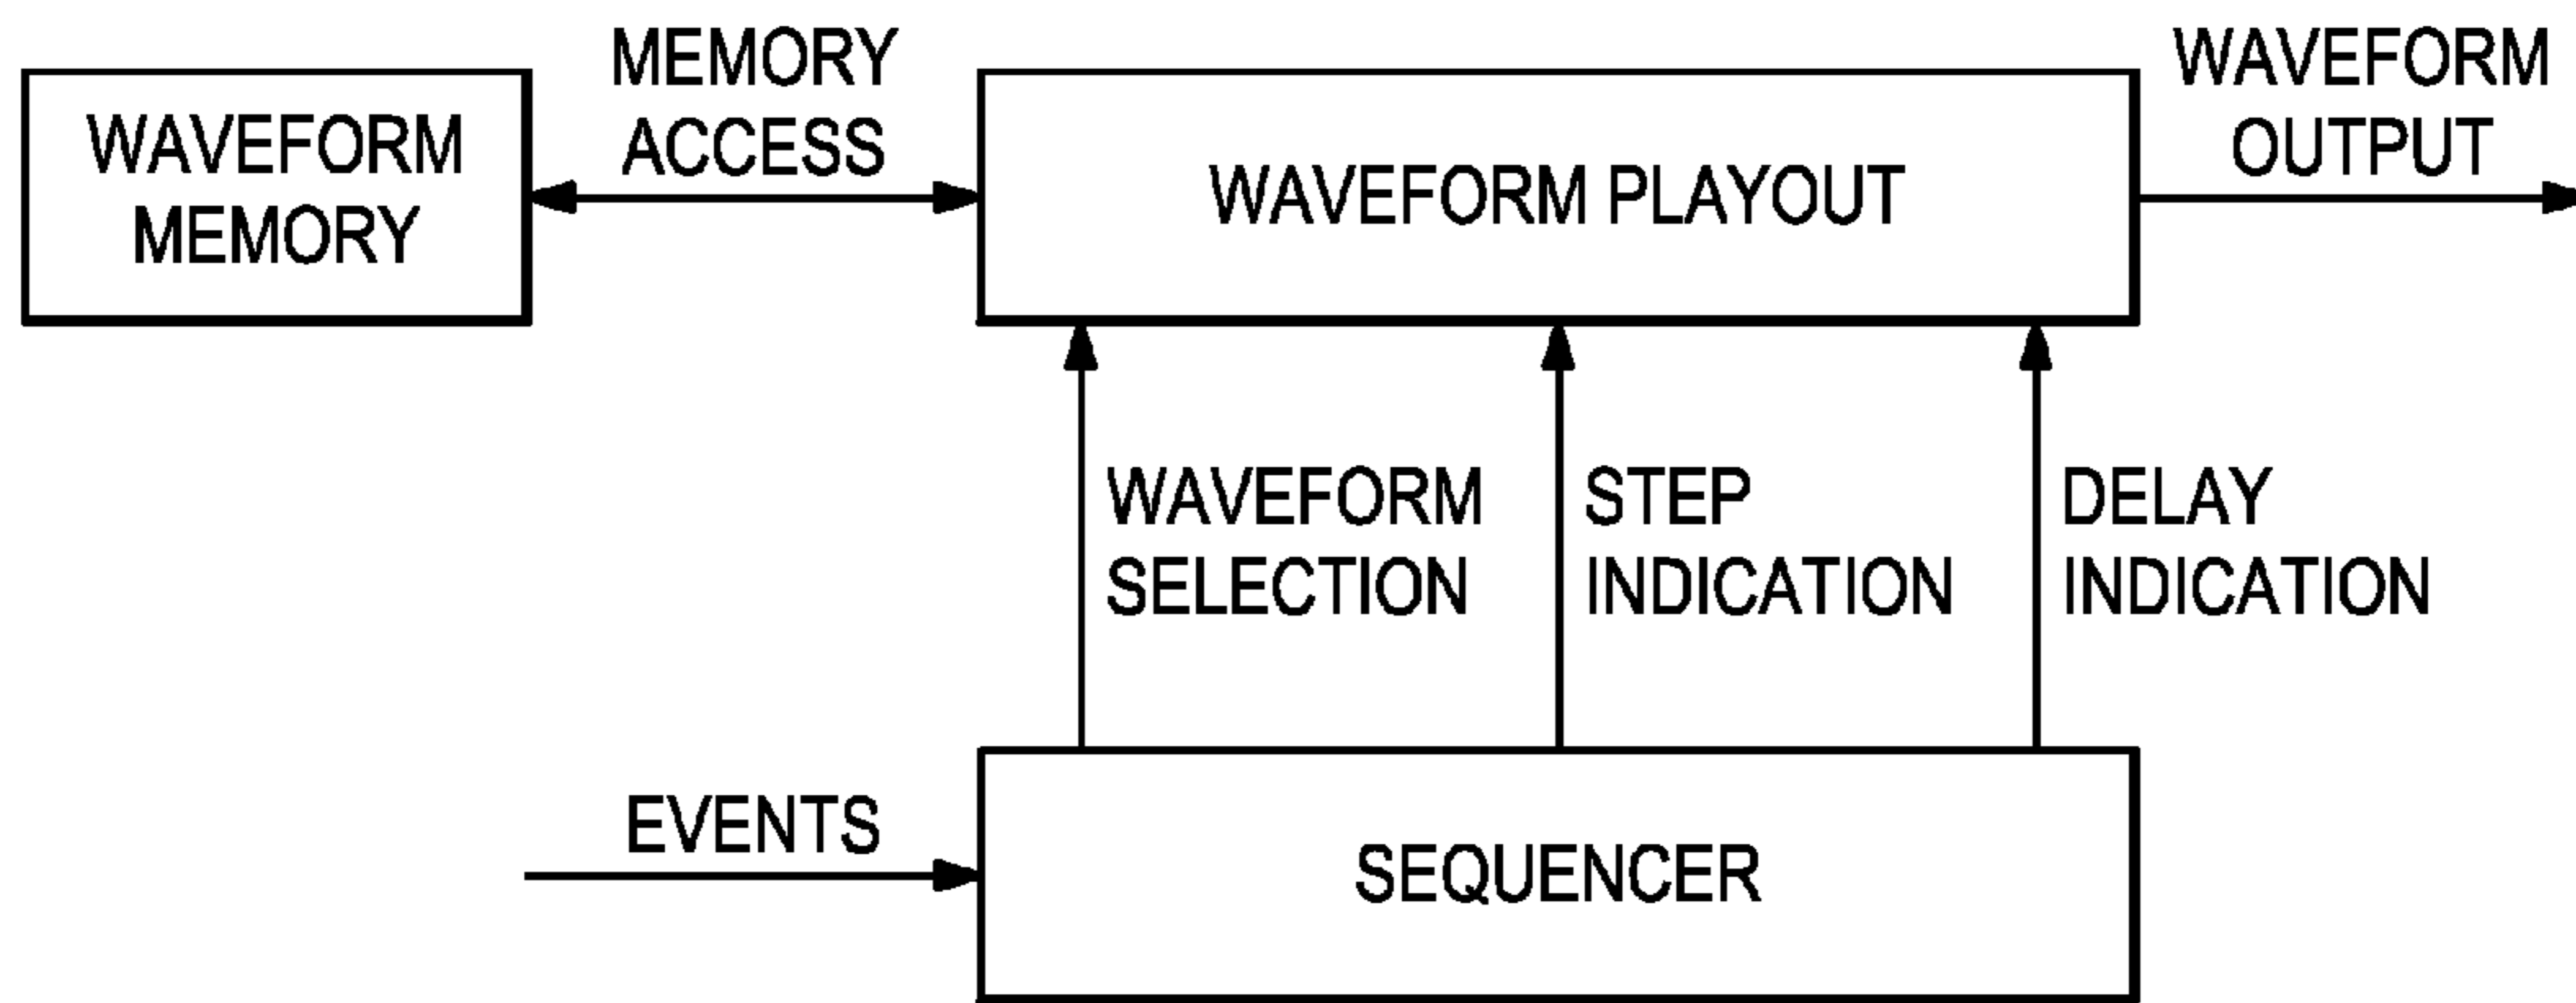 WAVEFORM
MEMORY
MEMORY
ACCESS
WAVEFORM PLAYOUT
WAVEFORM
OUTPUT
WAVEFORM
SELECTION
STEP
INDICATION
DELAY
INDICATION
EVENTS
SEQUENCER